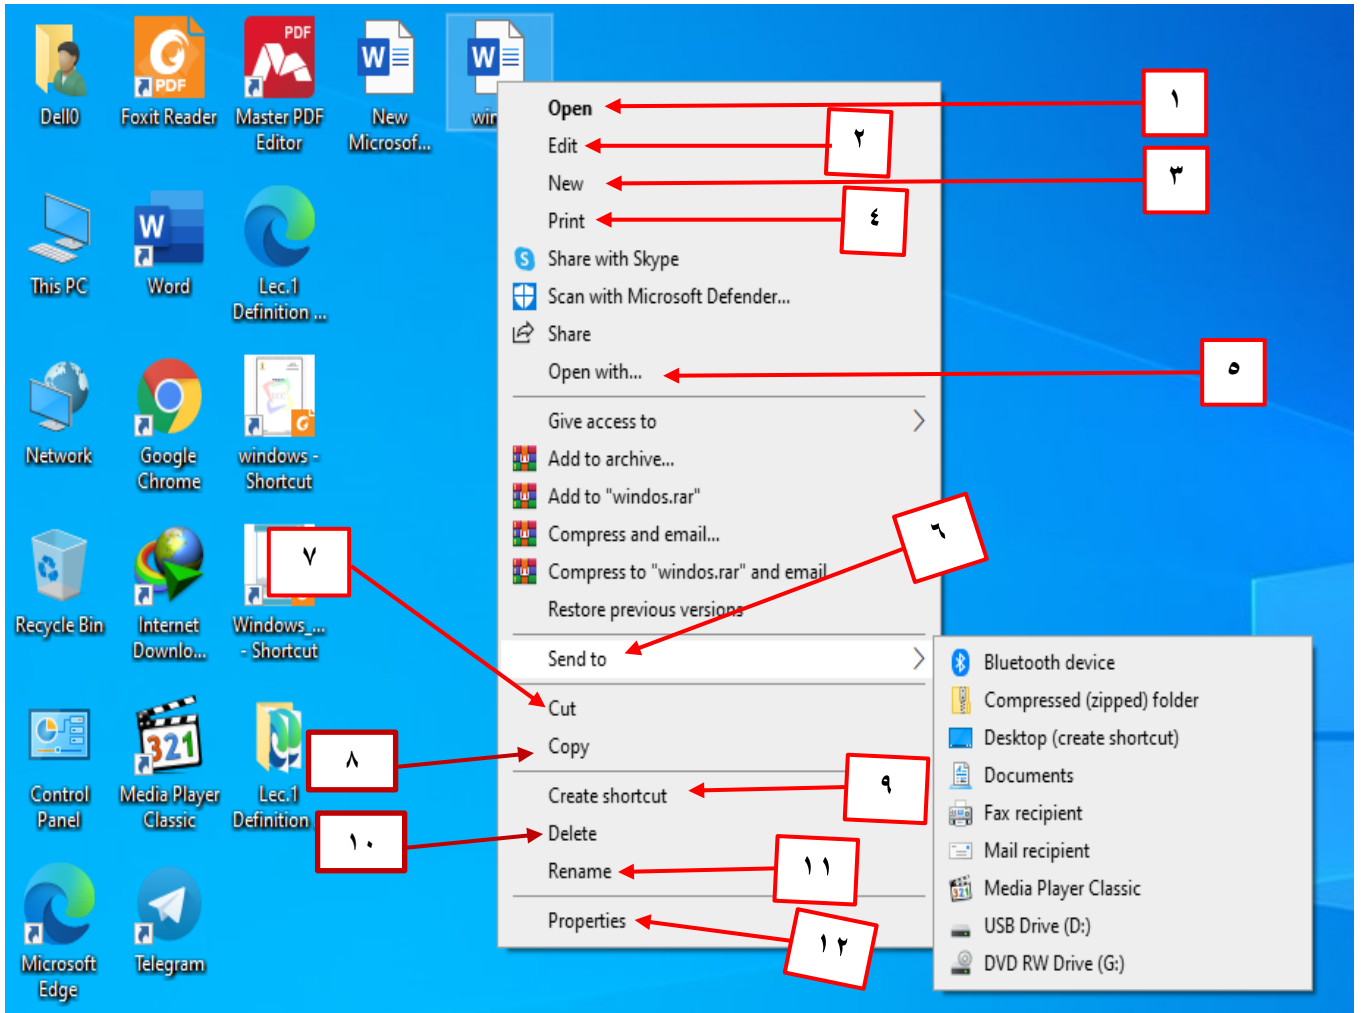 Dell0
Foxit Reader
Master PDF
Editor
New
Microsof...
win
This PC
Word
Lec.1
Definition ...
Network
Google
Chrome
windows -
Shortcut
Recycle Bin
Internet
Downlo...
Windows_...
- Shortcut
Control
Panel
Media Player
Classic
Lec.1
Definition
Microsoft
Edge
Telegram
PDF
PDF
W
W
W
321
Open
Edit
New
Print
Share with Skype
Scan with Microsoft Defender...
Share
Open with...
Give access to
Add to archive...
Add to "windos.rar"
Compress and email...
Compress to "windos.rar" and email
Restore previous versions
Send to
Cut
Copy
Create shortcut
Delete
Rename
Properties
Bluetooth device
Compressed (zipped) folder
Desktop (create shortcut)
Documents
Fax recipient
Mail recipient
Media Player Classic
USB Drive (D:)
DVD RW Drive (G:)
١
٢
٣
٤
٥
٦
٧
٨
٩
١٠
١١
١٢